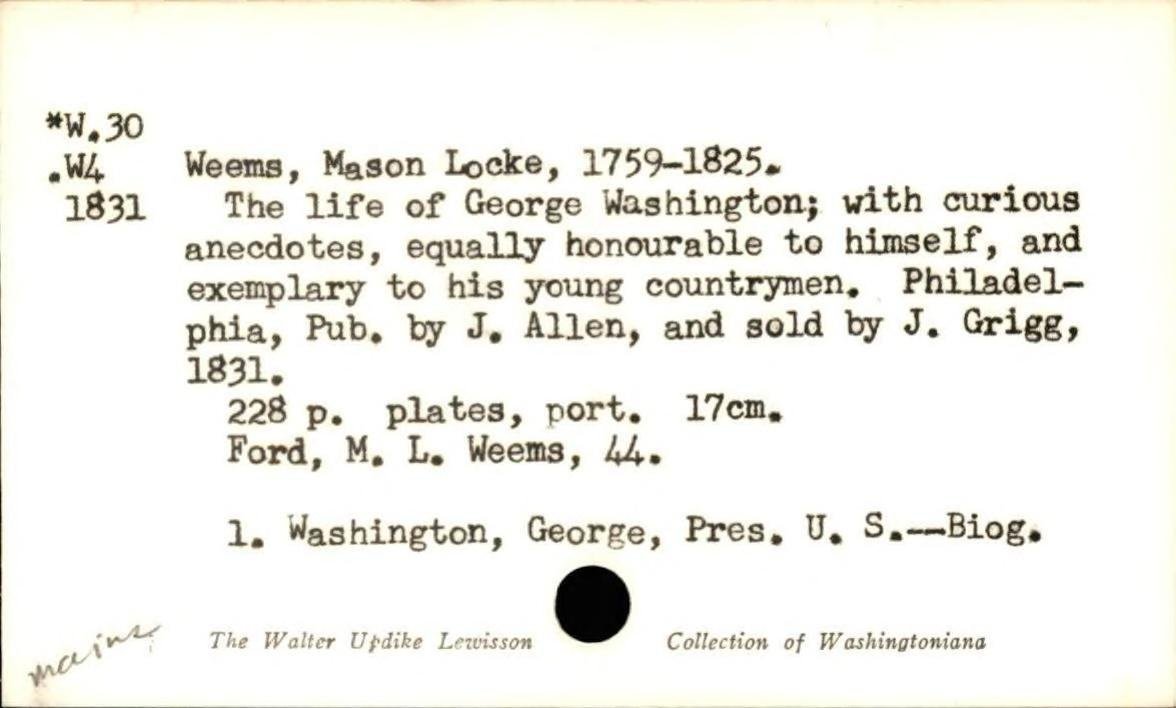 *W.30
.W4 Weems, Mason Locke, 1759-1825.
1831 The life of George Washington; with curious
anecdotes, equally honourable to himself, and
exemplary to his young countrymen. Philadel-
phia, Pub. by J. Allen, and sold by J. Grigg,
1831.
228 p. plates, port. 17cm.
Ford, M. L. Weems, 44.
1. Washington, George, Pres. U. S.--Biog.
The Walter Updike Lewisson Collection of Washingtoniana